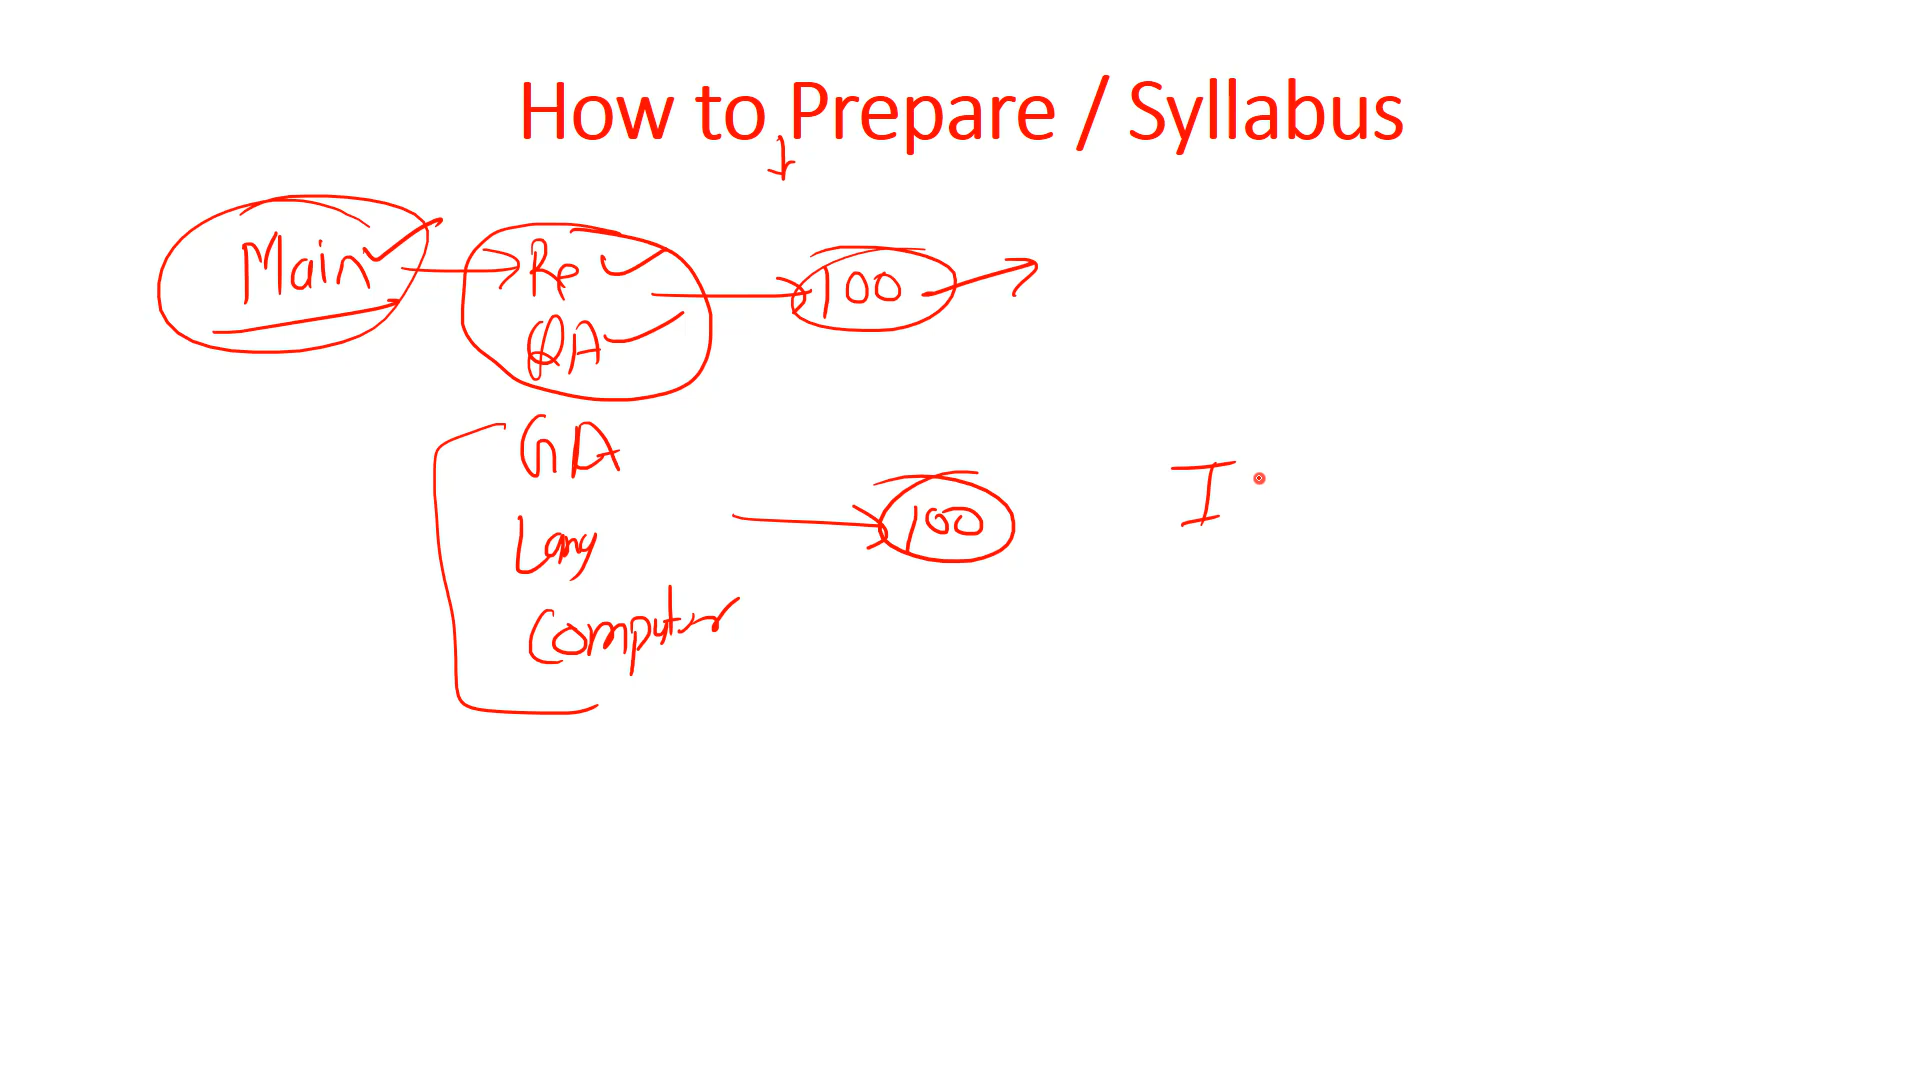 How to Prepare / Syllabus
Main
Re
100
QA
GA
Lang
100
I
Computer